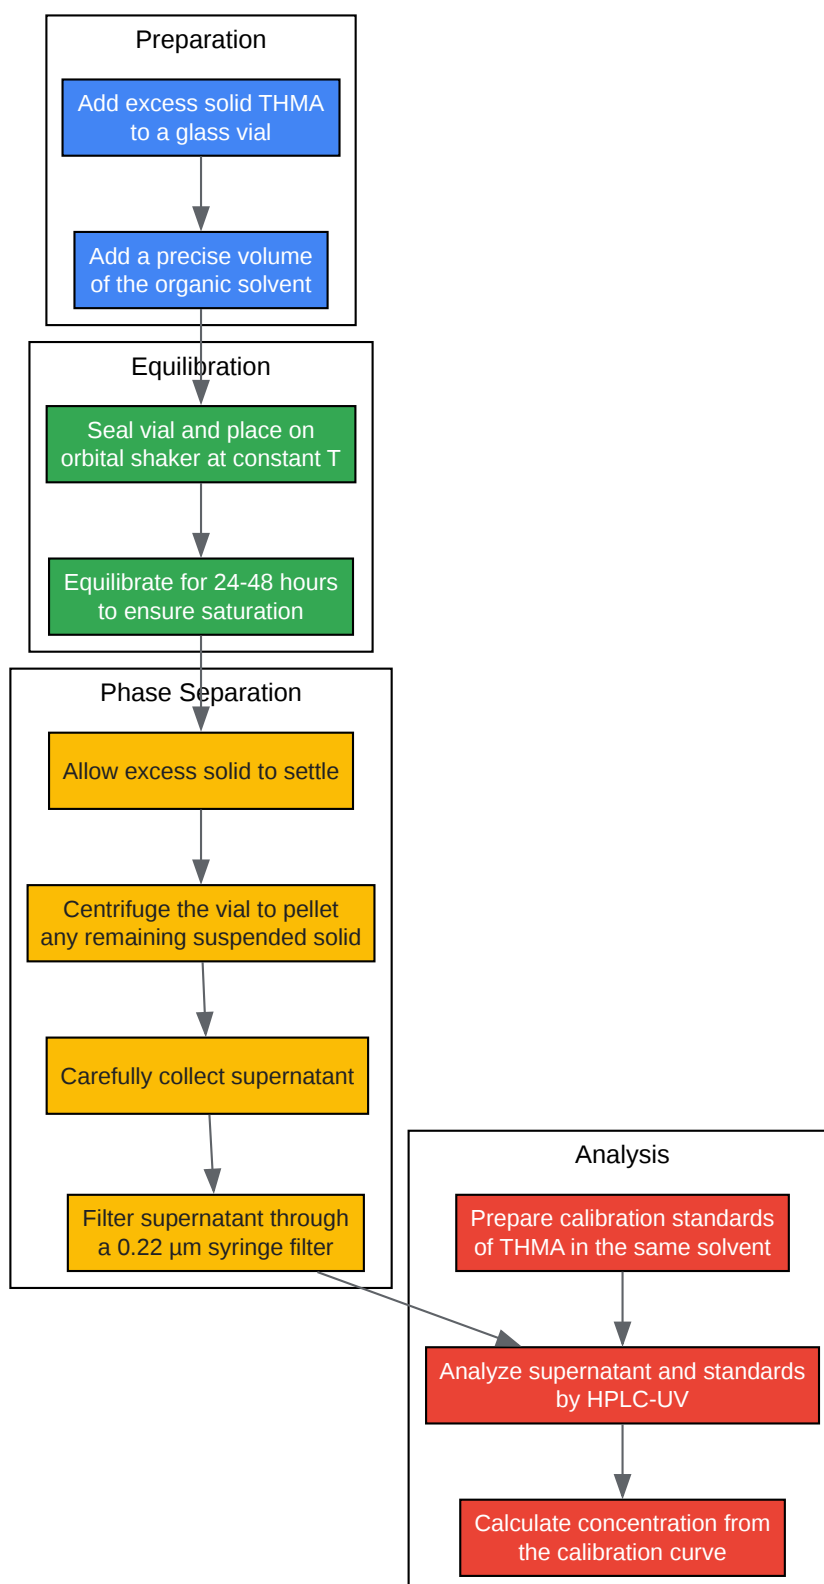 Preparation
Add excess solid THMA
to a glass vial
Add a precise volume
of the organic solvent
Equilibration
Seal vial and place on
orbital shaker at constant T
Equilibrate for 24-48 hours
to ensure saturation
Phase Separation
Allow excess solid to settle
Centrifuge the vial to pellet
any remaining suspended solid
Carefully collect supernatant
Filter supernatant through
a 0.22 µm syringe filter
Analysis
Prepare calibration standards
of THMA in the same solvent
Analyze supernatant and standards
by HPLC-UV
Calculate concentration from
the calibration curve